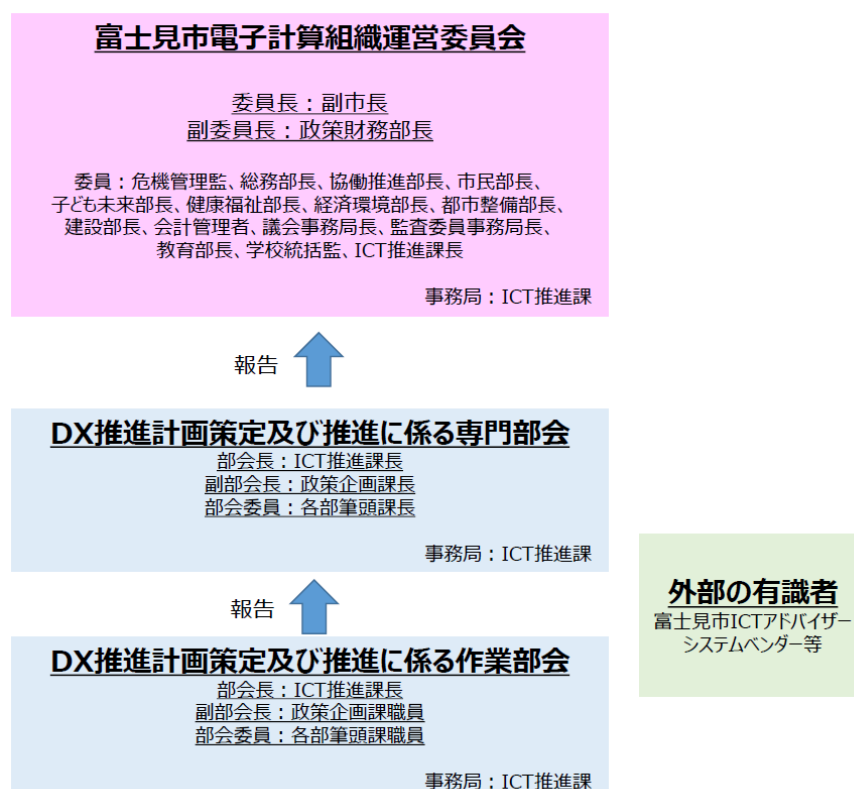 富士見市電子計算組織運営委員会
委員長：副市長
副委員長：政策財務部長
委員：危機管理監、総務部長、協働推進部長、市民部長、
子ども未来部長、健康福祉部長、経済環境部長、都市整備部長、
建設部長、会計管理者、議会事務局長、監査委員事務局長、
教育部長、学校統括監、ICT推進課長
事務局：ICT推進課
報告
DX推進計画策定及び推進に係る専門部会
部会長：ICT推進課長
副部会長：政策企画課長
部会委員：各部筆頭課長
事務局：ICT推進課
報告
DX推進計画策定及び推進に係る作業部会
部会長：ICT推進課長
副部会長：政策企画課職員
部会委員：各部筆頭課職員
事務局：ICT推進課
外部の有識者
富士見市ICTアドバイザー
システムベンダー等